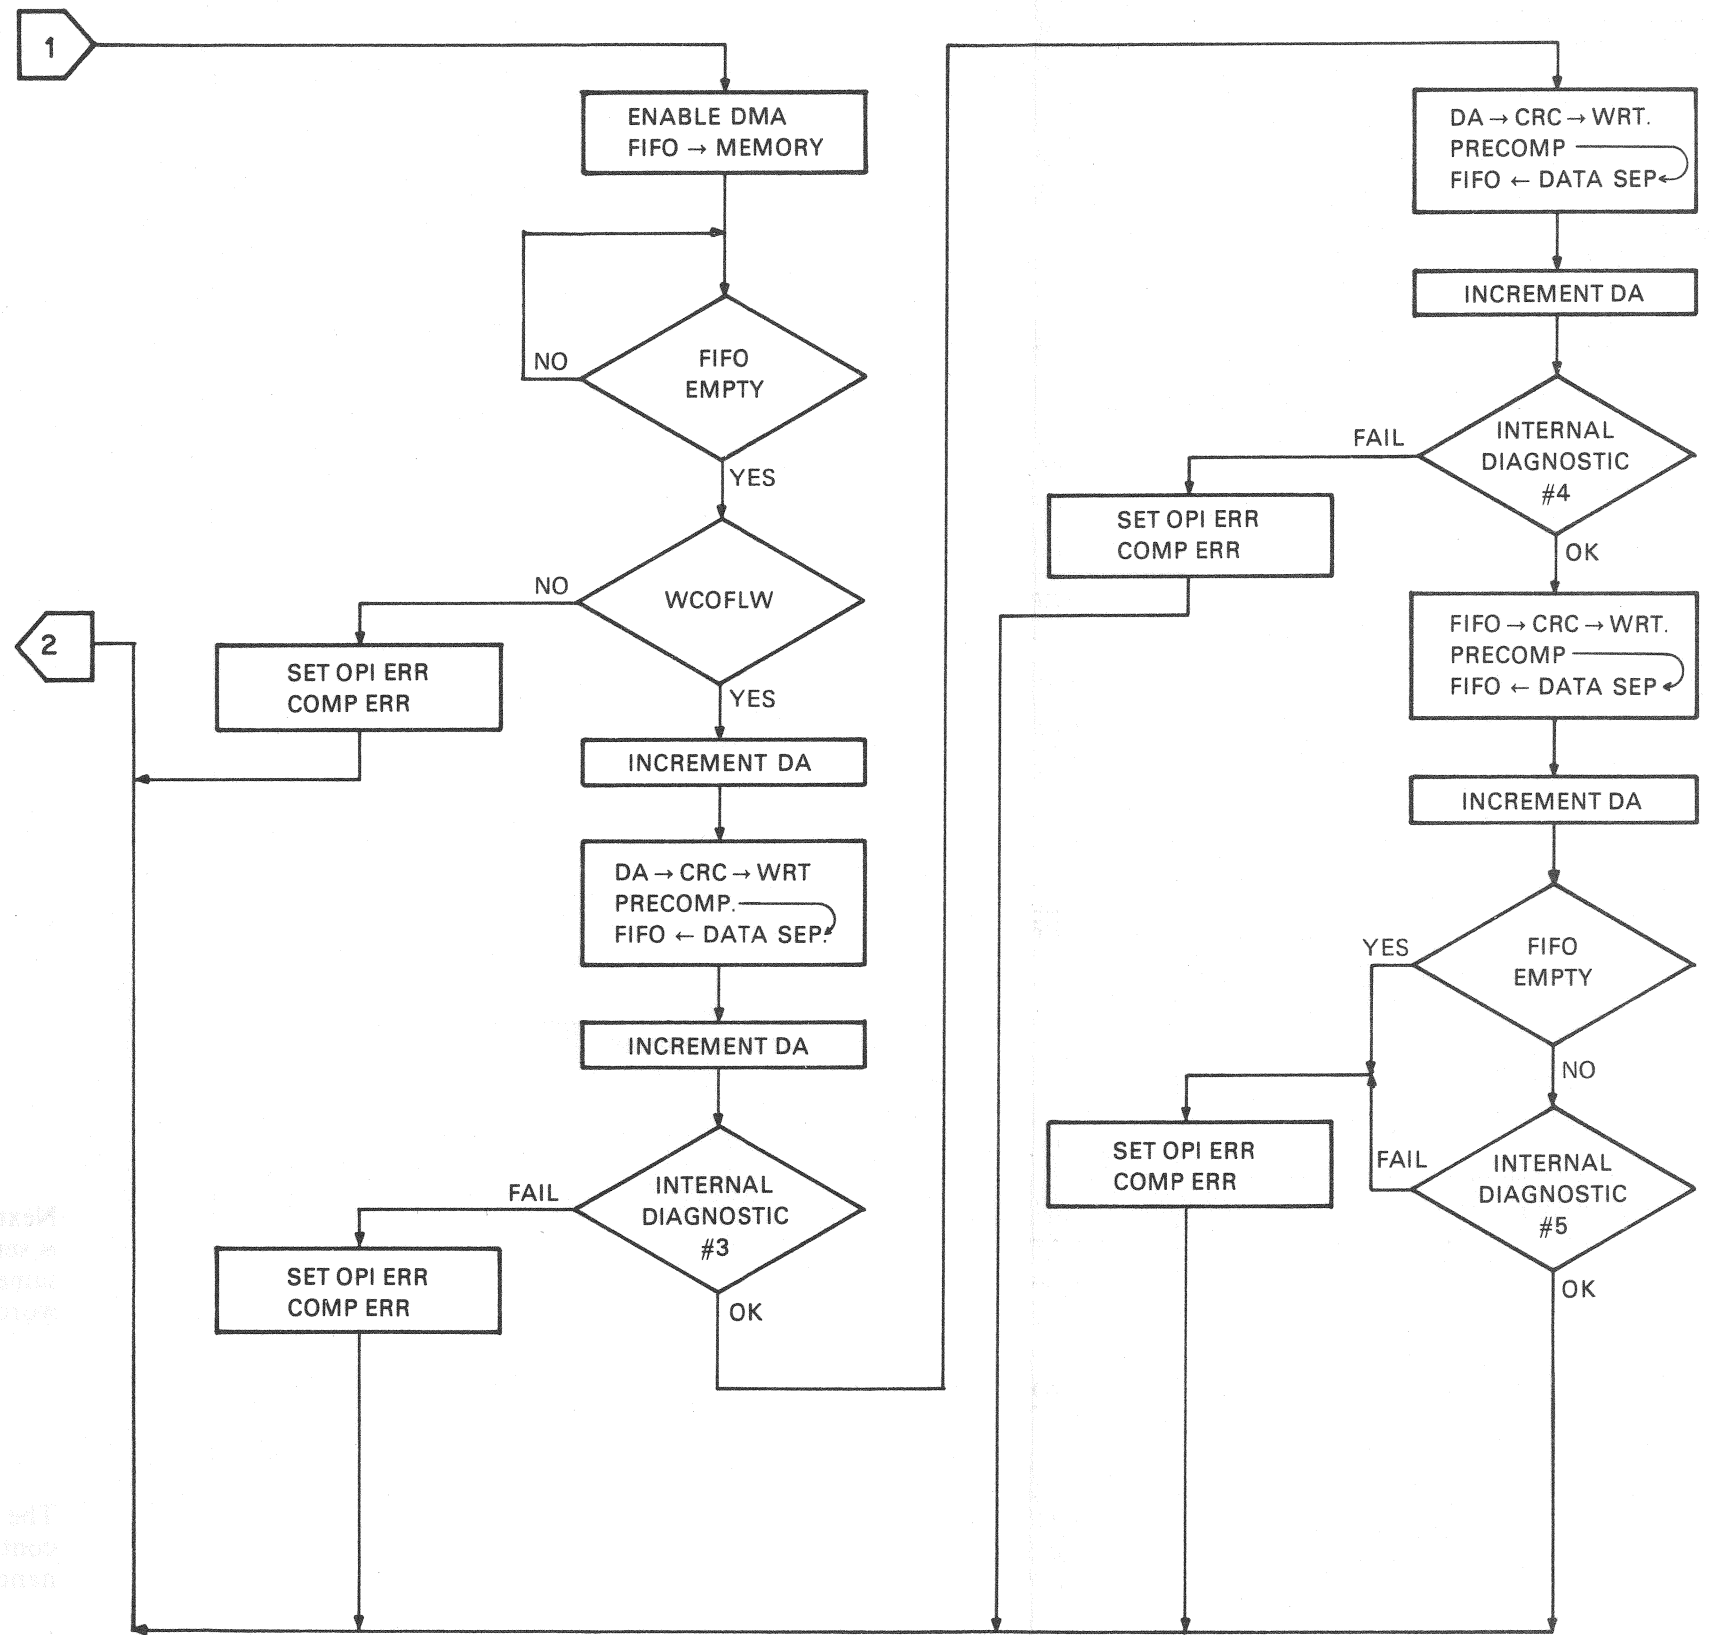 1
ENABLE DMA
FIFO → MEMORY
NO
FIFO
EMPTY
YES
NO
WCOFLW
2
SET OPI ERR
COMP ERR
YES
INCREMENT DA
DA → CRC → WRT
PRECOMP.
FIFO ← DATA SEP.
INCREMENT DA
FAIL
INTERNAL
DIAGNOSTIC
#3
SET OPI ERR
COMP ERR
OK
DA → CRC → WRT.
PRECOMP
FIFO ← DATA SEP
INCREMENT DA
FAIL
INTERNAL
DIAGNOSTIC
#4
SET OPI ERR
COMP ERR
OK
FIFO → CRC → WRT.
PRECOMP
FIFO ← DATA SEP
INCREMENT DA
YES
FIFO
EMPTY
NO
SET OPI ERR
COMP ERR
FAIL
INTERNAL
DIAGNOSTIC
#5
OK